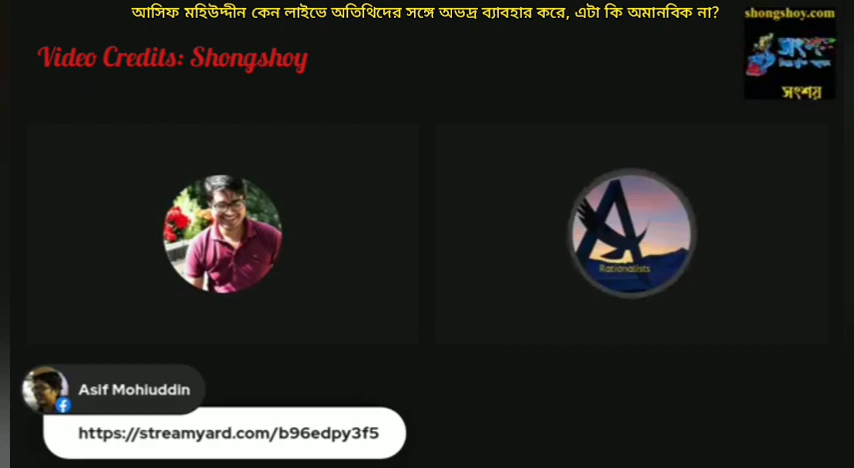 আসিফ মহিউদ্দীন কেন লাইভে অতিথিদের সঙ্গে অভদ্র ব্যাবহার করে, এটা কি অমানবিক না?
shongshoy.com
Video Credits: Shongshoy
সংশয়
Rationalists
Asif Mohiuddin
https://streamyard.com/b96edpy3f5